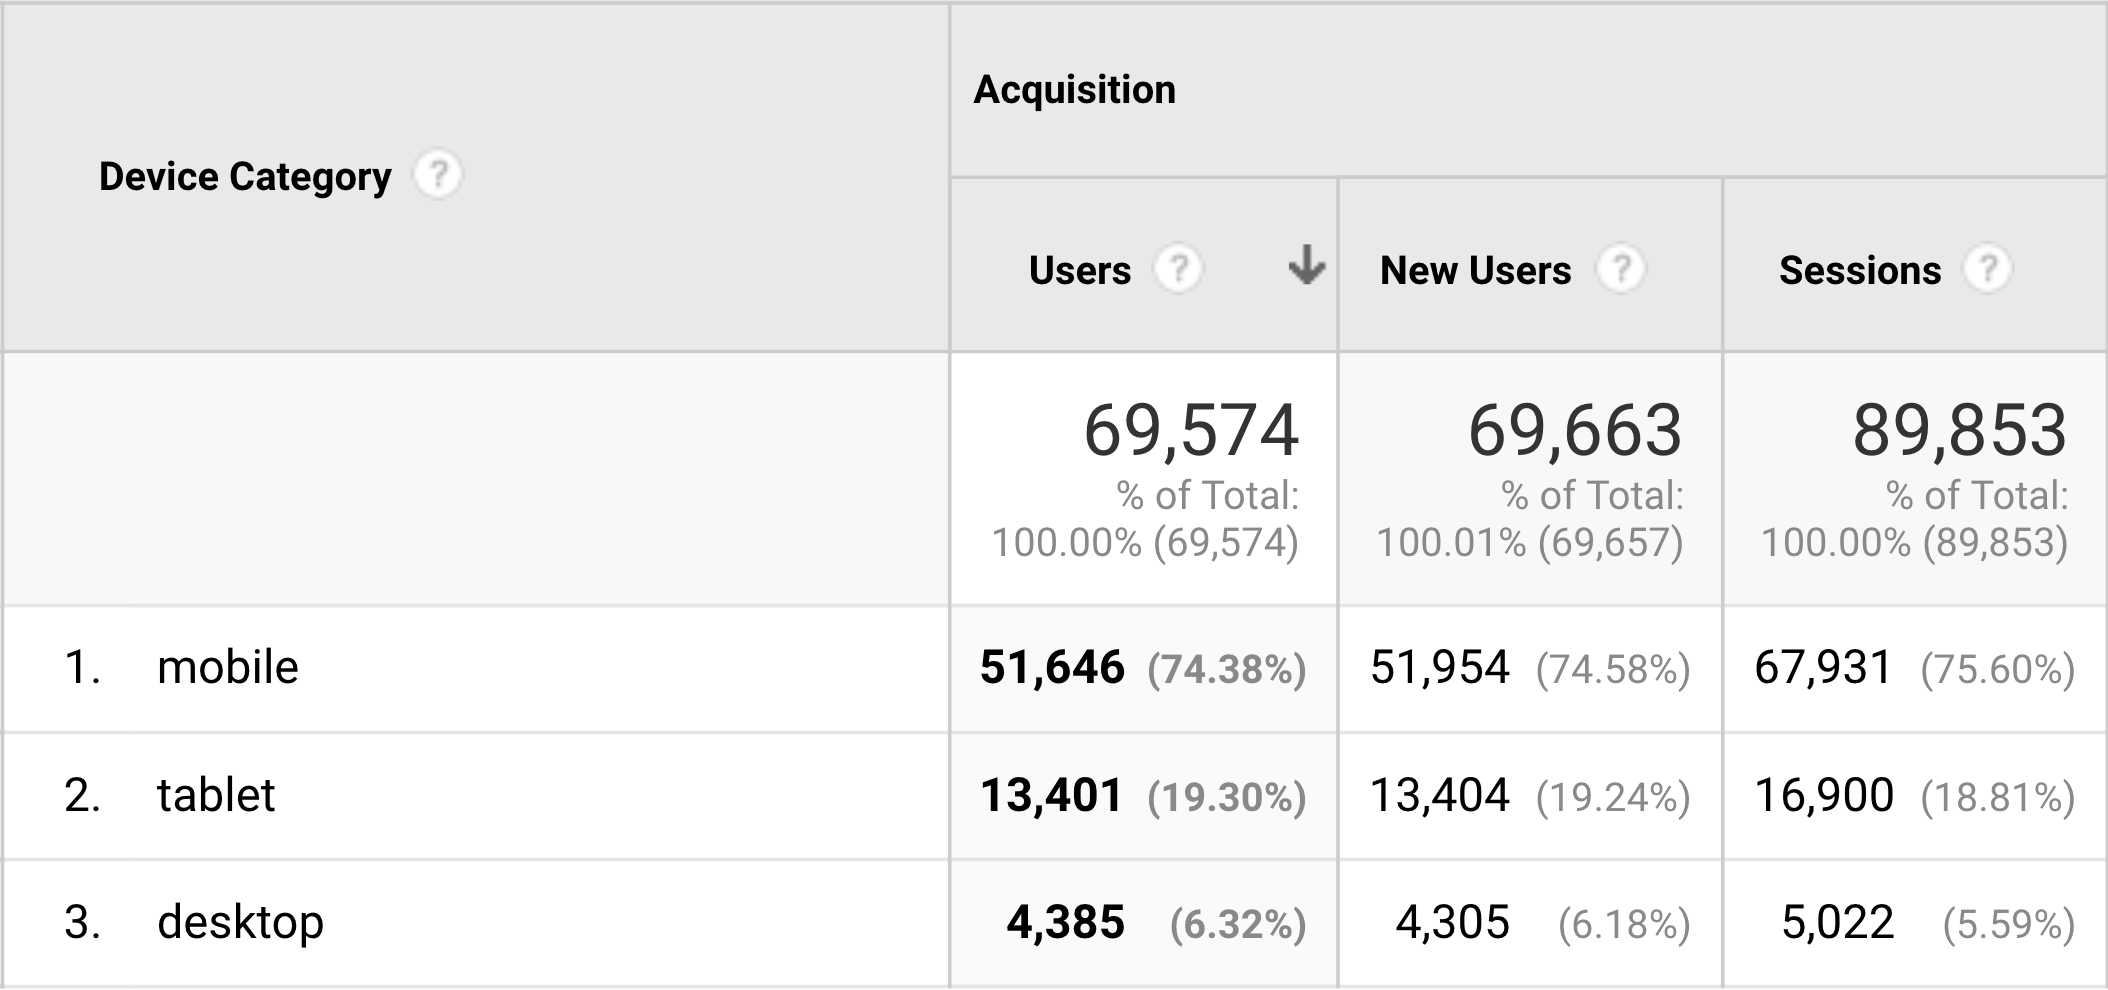 Device Category ?
Acquisition
Users ? ↓ New Users ? Sessions ?
69,574 69,663 89,853
% of Total: % of Total: % of Total:
100.00% (69,574) 100.01% (69,657) 100.00% (89,853)
1. mobile 51,646 (74.38%) 51,954 (74.58%) 67,931 (75.60%)
2. tablet 13,401 (19.30%) 13,404 (19.24%) 16,900 (18.81%)
3. desktop 4,385 (6.32%) 4,305 (6.18%) 5,022 (5.59%)